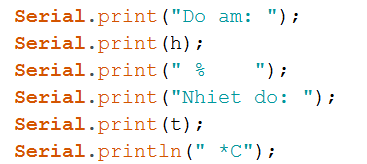 Serial.print("Do am: ");
Serial.print(h);
Serial.print(" %    ");
Serial.print("Nhiet do: ");
Serial.print(t);
Serial.println(" *C");